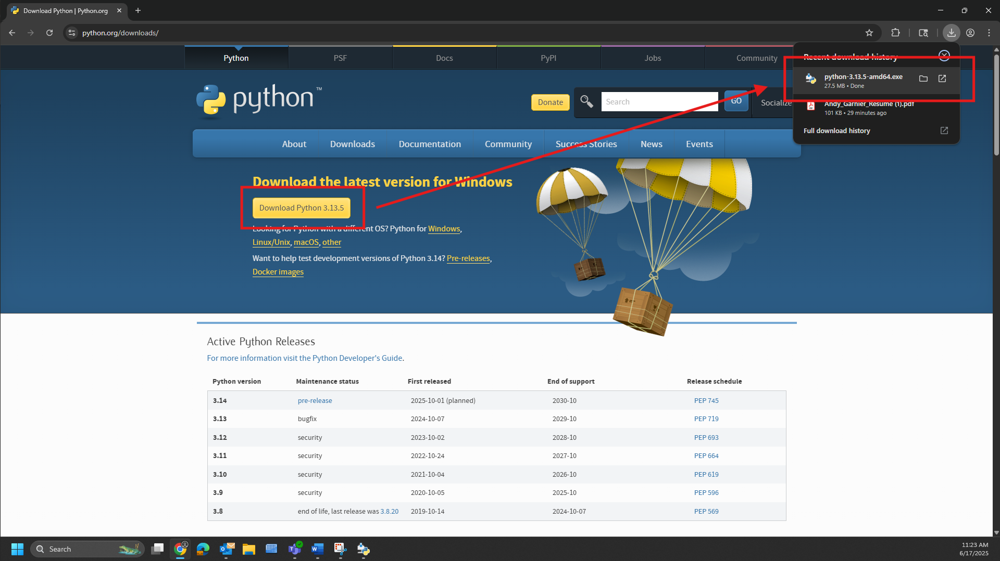 Download Python | Python.org
python.org/downloads/
Python
PSF
Docs
PyPI
Jobs
Community
Recent download history
python-3.13.5-amd64.exe
27.5 MB • Done
Andy_Garnier_Resume (1).pdf
101 KB • 29 minutes ago
Full download history
python™
Donate
Search
GO
Socialize
About
Downloads
Documentation
Community
Success Stories
News
Events
Download the latest version for Windows
Download Python 3.13.5
Looking for Python with a different OS? Python for Windows,
Linux/Unix, macOS, other
Want to help test development versions of Python 3.14? Pre-releases,
Docker images
Active Python Releases
For more information visit the Python Developer's Guide.
Python version Maintenance status First released End of support Release schedule
3.14 pre-release 2025-10-01 (planned) 2030-10 PEP 745
3.13 bugfix 2024-10-07 2029-10 PEP 719
3.12 security 2023-10-02 2028-10 PEP 693
3.11 security 2022-10-24 2027-10 PEP 664
3.10 security 2021-10-04 2026-10 PEP 619
3.9 security 2020-10-05 2025-10 PEP 596
3.8 end of life, last release was 3.8.20 2019-10-14 2024-10-07 PEP 569
Search
11:23 AM
6/17/2025